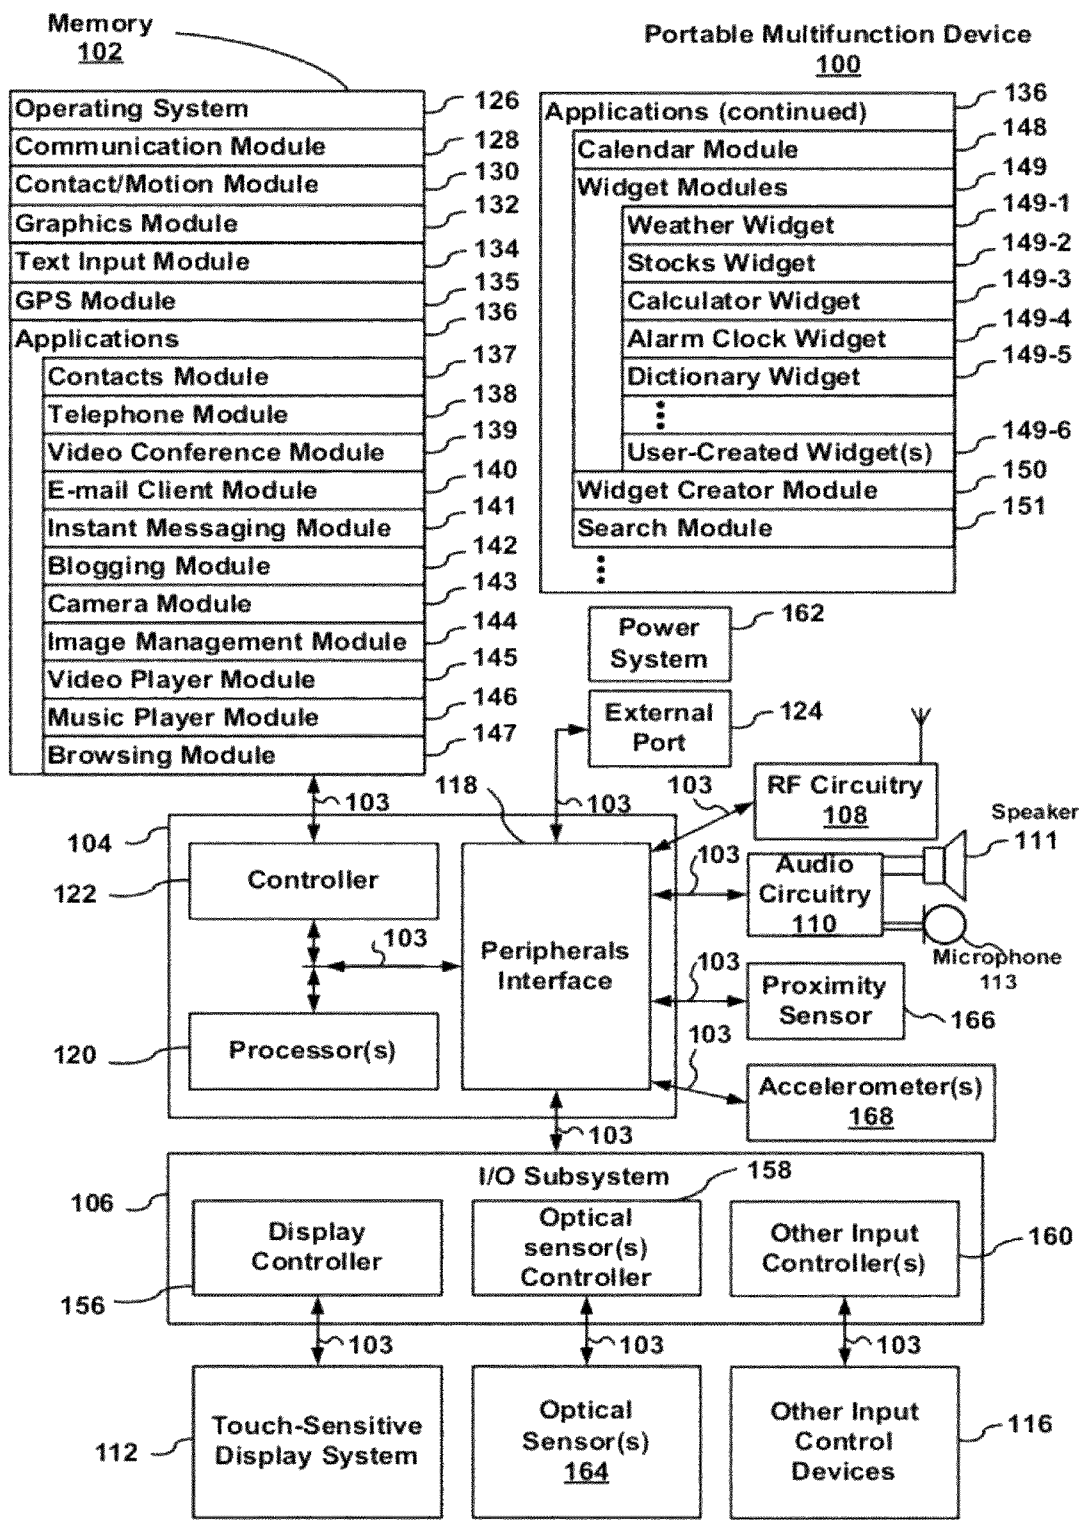 Memory
102
Portable Multifunction Device
100
Operating System 126
Communication Module 128
Contact/Motion Module 130
Graphics Module 132
Text Input Module 134
GPS Module 135
Applications 136
Contacts Module 137
Telephone Module 138
Video Conference Module 139
E-mail Client Module 140
Instant Messaging Module 141
Blogging Module 142
Camera Module 143
Image Management Module 144
Video Player Module 145
Music Player Module 146
Browsing Module 147
Applications (continued) 136
Calendar Module 148
Widget Modules 149
Weather Widget 149-1
Stocks Widget 149-2
Calculator Widget 149-3
Alarm Clock Widget 149-4
Dictionary Widget 149-5
User-Created Widget(s) 149-6
Widget Creator Module 150
Search Module 151
Power
System
162
External
Port
124
103
118
103
103
RF Circuitry
108
Speaker
111
104
Controller
122
103
Peripherals
Interface
103
Audio
Circuitry
110
Microphone
113
103
Proximity
Sensor
166
Processor(s)
120
103
Accelerometer(s)
168
103
I/O Subsystem
106
158
Display
Controller
156
Optical
sensor(s)
Controller
Other Input
Controller(s)
160
103
103
103
Touch-Sensitive
Display System
112
Optical
Sensor(s)
164
Other Input
Control
Devices
116